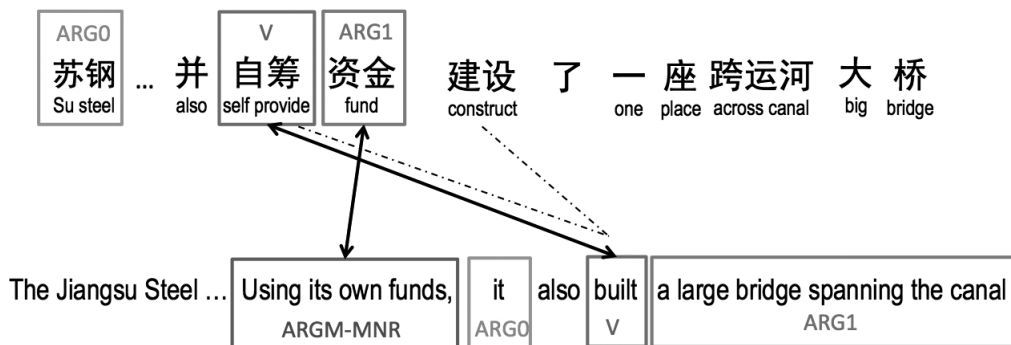 ARG0 V ARG1
苏钢 ... 并 自筹 资金 建设 了 一 座 跨运河 大 桥
Su steel also self provide fund construct one place across canal big bridge
The Jiangsu Steel ... Using its own funds, it also built a large bridge spanning the canal
ARGM-MNR ARG0 V ARG1